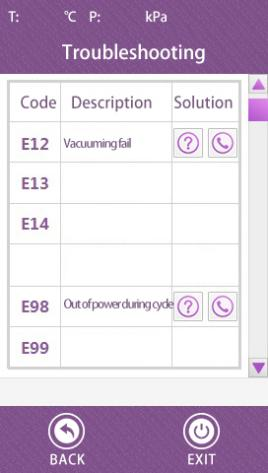 T: ℃ P: kPa
Troubleshooting
Code Description Solution
E12 Vacuuming fail
E13
E14
E98 Out of power during cycle
E99
BACK EXIT